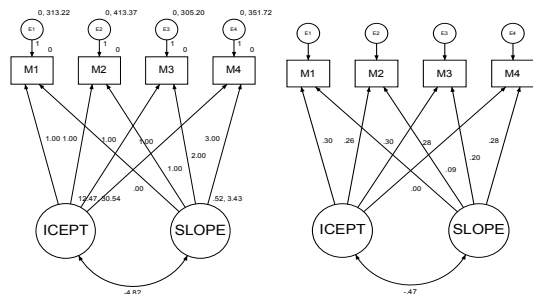 0, 313.22 0, 413.37 0, 305.20 0, 351.72
E1 E2 E3 E4
1 1 1 1
0 0 0 0
M1 M2 M3 M4
1.00 1.00 1.00 1.00 3.00
2.00
1.00
.00
12.47, 30.54 .52, 3.43
ICEPT SLOPE
-4.82
E1 E2 E3 E4
M1 M2 M3 M4
.30 .26 .30 .28 .28
.20
.09
.00
ICEPT SLOPE
-.47